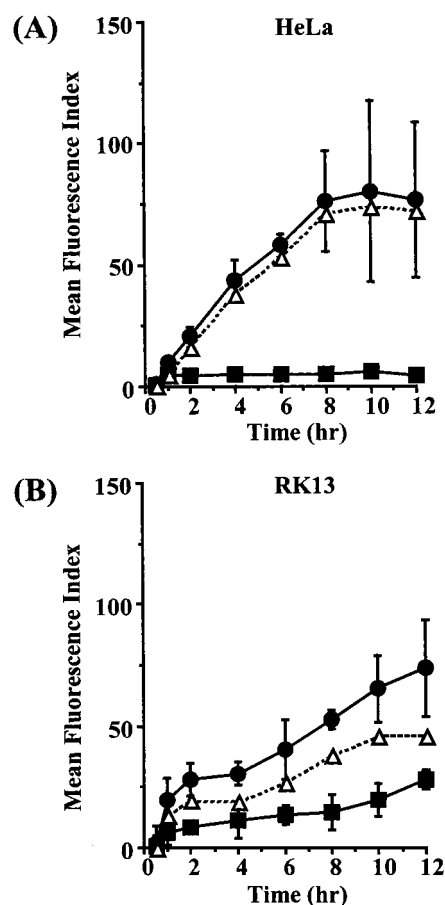 (A)
HeLa
Mean Fluorescence Index
150
100
50
0
0 2 4 6 8 10 12
Time (hr)
(B)
RK13
Mean Fluorescence Index
150
100
50
0
0 2 4 6 8 10 12
Time (hr)